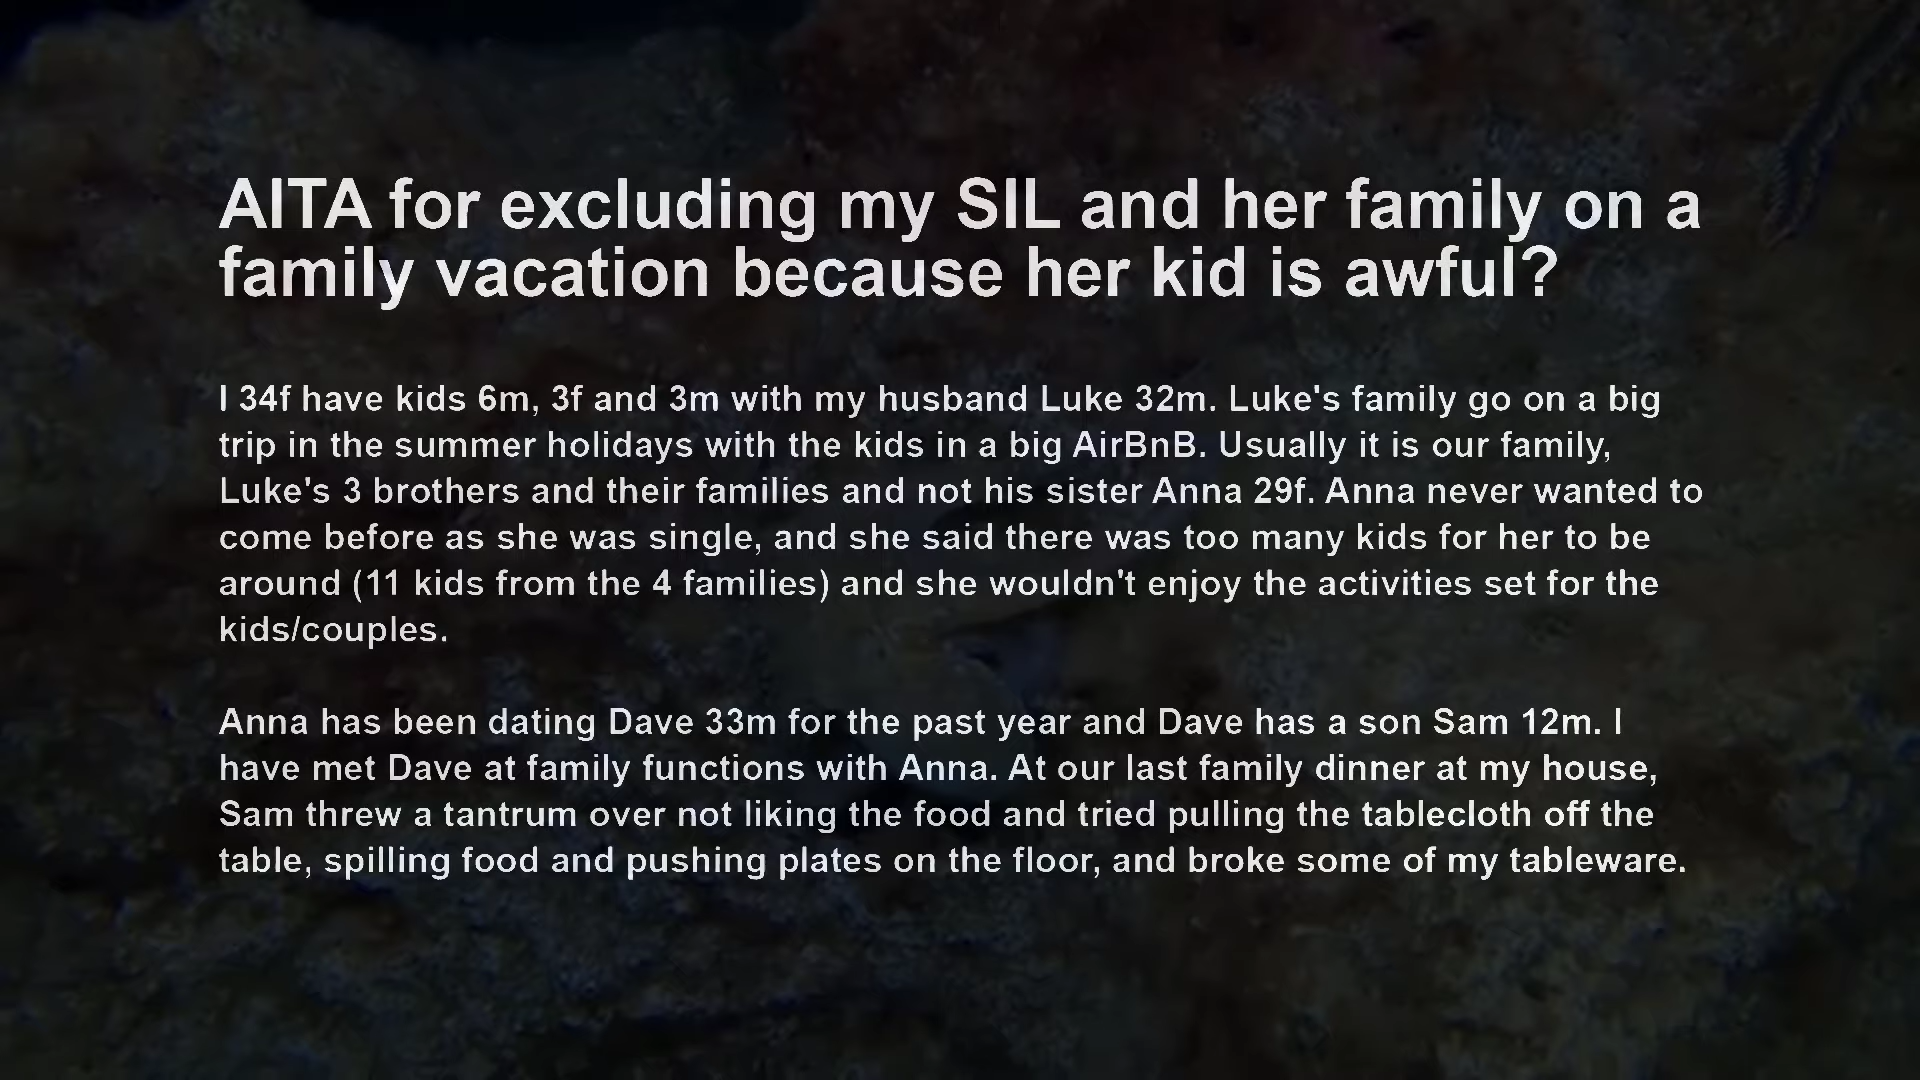 AITA for excluding my SIL and her family on a
family vacation because her kid is awful?
I 34f have kids 6m, 3f and 3m with my husband Luke 32m. Luke's family go on a big
trip in the summer holidays with the kids in a big AirBnB. Usually it is our family,
Luke's 3 brothers and their families and not his sister Anna 29f. Anna never wanted to
come before as she was single, and she said there was too many kids for her to be
around (11 kids from the 4 families) and she wouldn't enjoy the activities set for the
kids/couples.
Anna has been dating Dave 33m for the past year and Dave has a son Sam 12m. I
have met Dave at family functions with Anna. At our last family dinner at my house,
Sam threw a tantrum over not liking the food and tried pulling the tablecloth off the
table, spilling food and pushing plates on the floor, and broke some of my tableware.